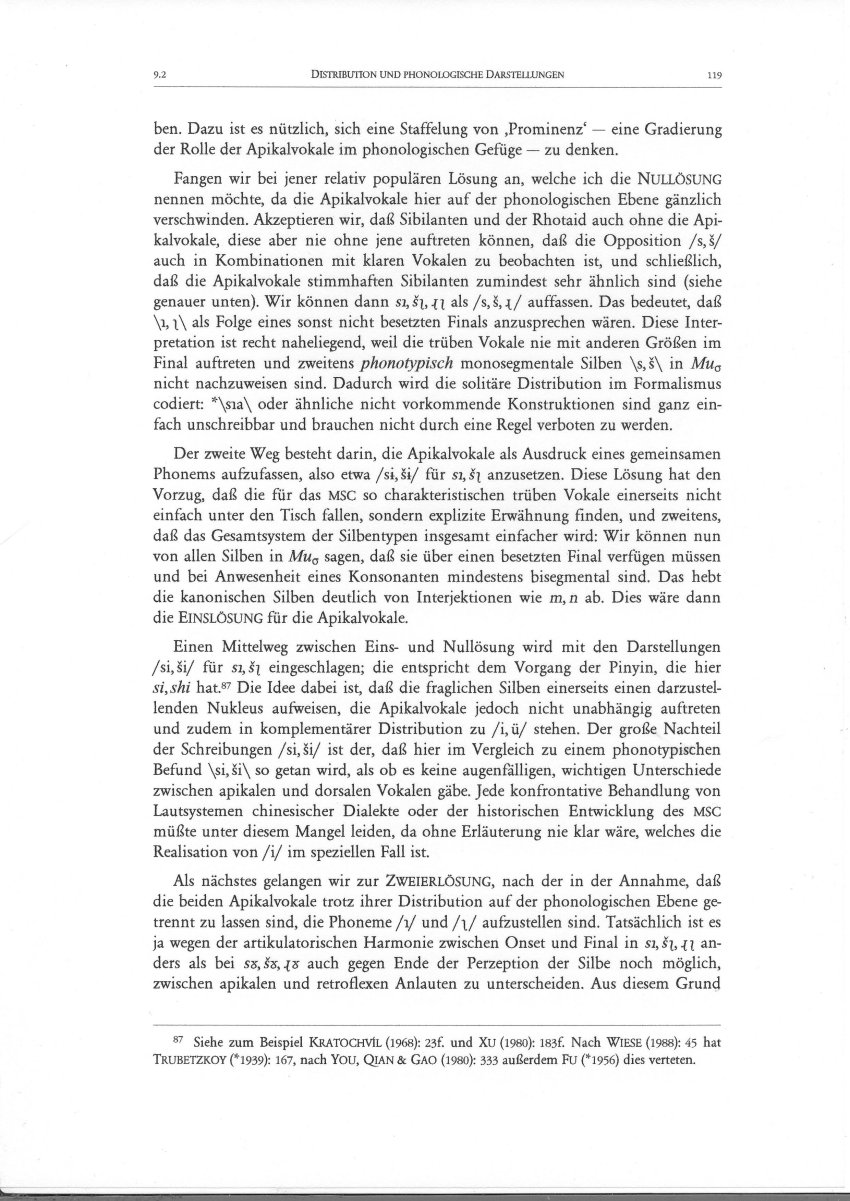 9.2 DISTRIBUTION UND PHONOLOGISCHE DARSTELLUNGEN 119
ben. Dazu ist es nützlich, sich eine Staffelung von ‚Prominenz‘ — eine Gradierung
der Rolle der Apikalvokale im phonologischen Gefüge — zu denken.
Fangen wir bei jener relativ populären Lösung an, welche ich die NULLÖSUNG
nennen möchte, da die Apikalvokale hier auf der phonologischen Ebene gänzlich
verschwinden. Akzeptieren wir, daß Sibilanten und der Rhotaid auch ohne die Api-
kalvokale, diese aber nie ohne jene auftreten können, daß die Opposition /s, š/
auch in Kombinationen mit klaren Vokalen zu beobachten ist, und schließlich,
daß die Apikalvokale stimmhaften Sibilanten zumindest sehr ähnlich sind (siehe
genauer unten). Wir können dann sɿ, šʅ, ɻʅ als /s, š, ɻ/ auffassen. Das bedeutet, daß
\ɿ, ʅ\ als Folge eines sonst nicht besetzten Finals anzusprechen wären. Diese Inter-
pretation ist recht naheliegend, weil die trüben Vokale nie mit anderen Größen im
Final auftreten und zweitens phonotypisch monosegmentale Silben \s, š\ in Muσ
nicht nachzuweisen sind. Dadurch wird die solitäre Distribution im Formalismus
codiert: *\sɿa\ oder ähnliche nicht vorkommende Konstruktionen sind ganz ein-
fach unschreibbar und brauchen nicht durch eine Regel verboten zu werden.
Der zweite Weg besteht darin, die Apikalvokale als Ausdruck eines gemeinsamen
Phonems aufzufassen, also etwa /sɨ, šɨ/ für sɿ, šʅ anzusetzen. Diese Lösung hat den
Vorzug, daß die für das MSC so charakteristischen trüben Vokale einerseits nicht
einfach unter den Tisch fallen, sondern explizite Erwähnung finden, und zweitens,
daß das Gesamtsystem der Silbentypen insgesamt einfacher wird: Wir können nun
von allen Silben in Muσ sagen, daß sie über einen besetzten Final verfügen müssen
und bei Anwesenheit eines Konsonanten mindestens bisegmental sind. Das hebt
die kanonischen Silben deutlich von Interjektionen wie m, n ab. Dies wäre dann
die EINSLÖSUNG für die Apikalvokale.
Einen Mittelweg zwischen Eins- und Nullösung wird mit den Darstellungen
/si, ši/ für sɿ, šʅ eingeschlagen; die entspricht dem Vorgang der Pinyin, die hier
si, shi hat.⁸⁷ Die Idee dabei ist, daß die fraglichen Silben einerseits einen darzustel-
lenden Nukleus aufweisen, die Apikalvokale jedoch nicht unabhängig auftreten
und zudem in komplementärer Distribution zu /i, ü/ stehen. Der große Nachteil
der Schreibungen /si, ši/ ist der, daß hier im Vergleich zu einem phonotypischen
Befund \si, ši\ so getan wird, als ob es keine augenfälligen, wichtigen Unterschiede
zwischen apikalen und dorsalen Vokalen gäbe. Jede konfrontative Behandlung von
Lautsystemen chinesischer Dialekte oder der historischen Entwicklung des MSC
müßte unter diesem Mangel leiden, da ohne Erläuterung nie klar wäre, welches die
Realisation von /i/ im speziellen Fall ist.
Als nächstes gelangen wir zur ZWEIERLÖSUNG, nach der in der Annahme, daß
die beiden Apikalvokale trotz ihrer Distribution auf der phonologischen Ebene ge-
trennt zu lassen sind, die Phoneme /ɿ/ und /ʅ/ aufzustellen sind. Tatsächlich ist es
ja wegen der artikulatorischen Harmonie zwischen Onset und Final in sɿ, šʅ, ɻʅ an-
ders als bei sɤ, šɤ, ɻɤ auch gegen Ende der Perzeption der Silbe noch möglich,
zwischen apikalen und retroflexen Anlauten zu unterscheiden. Aus diesem Grund
⁸⁷ Siehe zum Beispiel KRATOCHVÍL (1968): 23f. und XU (1980): 183f. Nach WIESE (1988): 45 hat
TRUBETZKOY (*1939): 167, nach YOU, QIAN & GAO (1980): 333 außerdem FU (*1956) dies verteten.